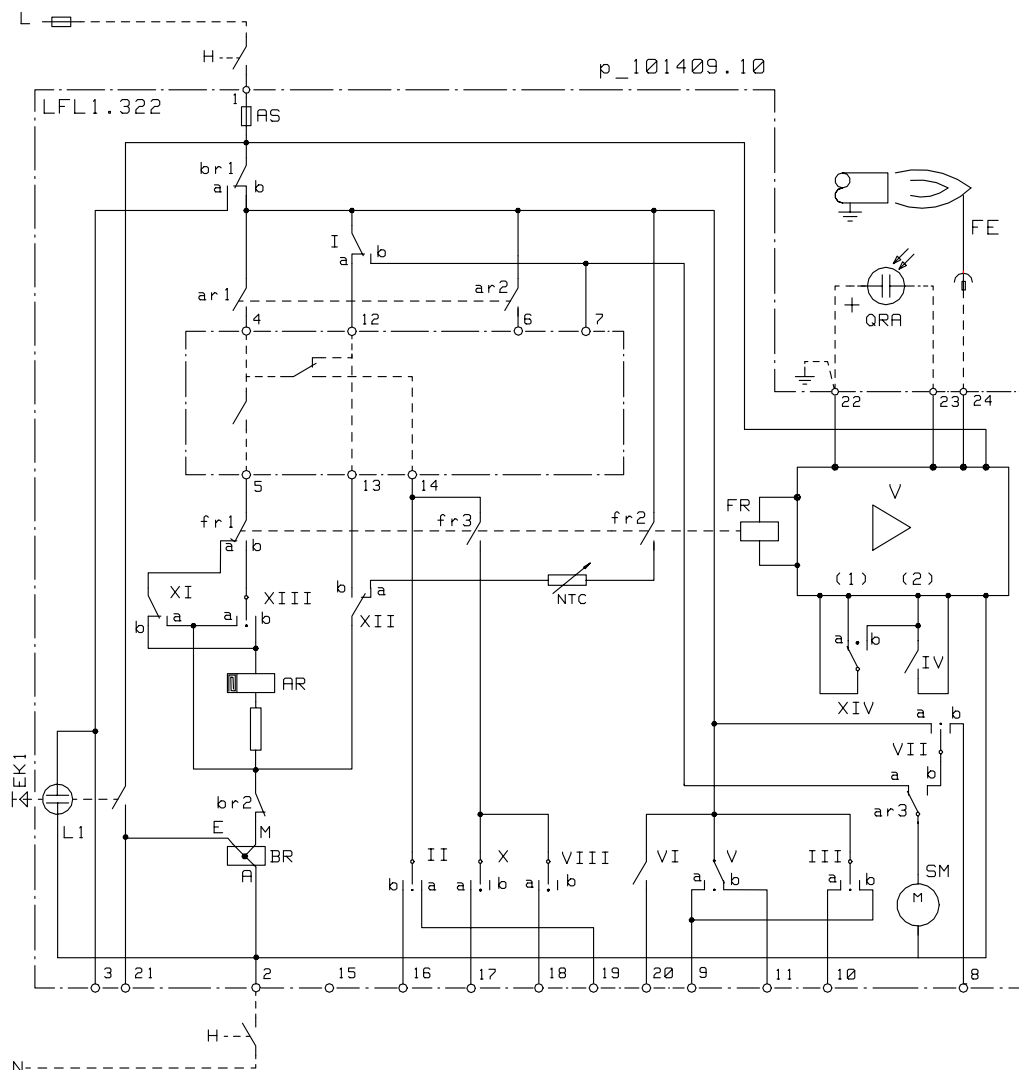 L
H
p_101409.10
LFL1.322
1
AS
br1
a b
FE
I
a b
ar1
ar2
4 12 6 7
+
QRA
22 23 24
5 13 14
V
FR
fr1
a b
fr3
fr2
(1) (2)
XI
XIII
b a
NTC
b a a b
XII
a b
IV
AR
XIV
a b
VII
EK1
a b
br2
ar3
L1
E M
BR
A
II X VIII VI V III
SM
b a a b a b a b a b
M
3 21 2 15 16 17 18 19 20 9 11 10 8
H
N